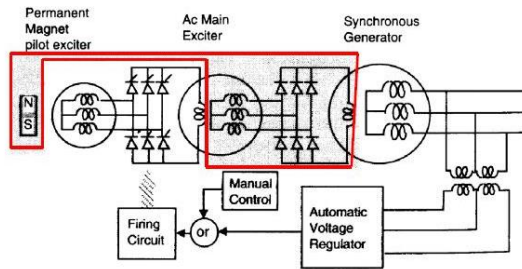 Permanent
Magnet
pilot exciter
Ac Main
Exciter
Synchronous
Generator
N
S
Manual
Control
Firing
Circuit
or
Automatic
Voltage
Regulator